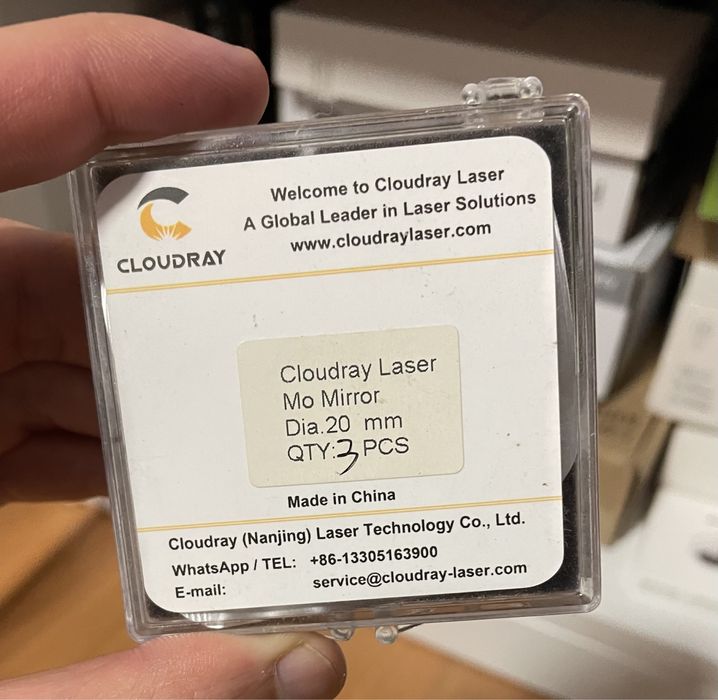 Welcome to Cloudray Laser
A Global Leader in Laser Solutions
www.cloudraylaser.com
CLOUDRAY
Cloudray Laser
Mo Mirror
Dia.20 mm
QTY:3 PCS
Made in China
Cloudray (Nanjing) Laser Technology Co., Ltd.
WhatsApp / TEL: +86-13305163900
E-mail: service@cloudray-laser.com